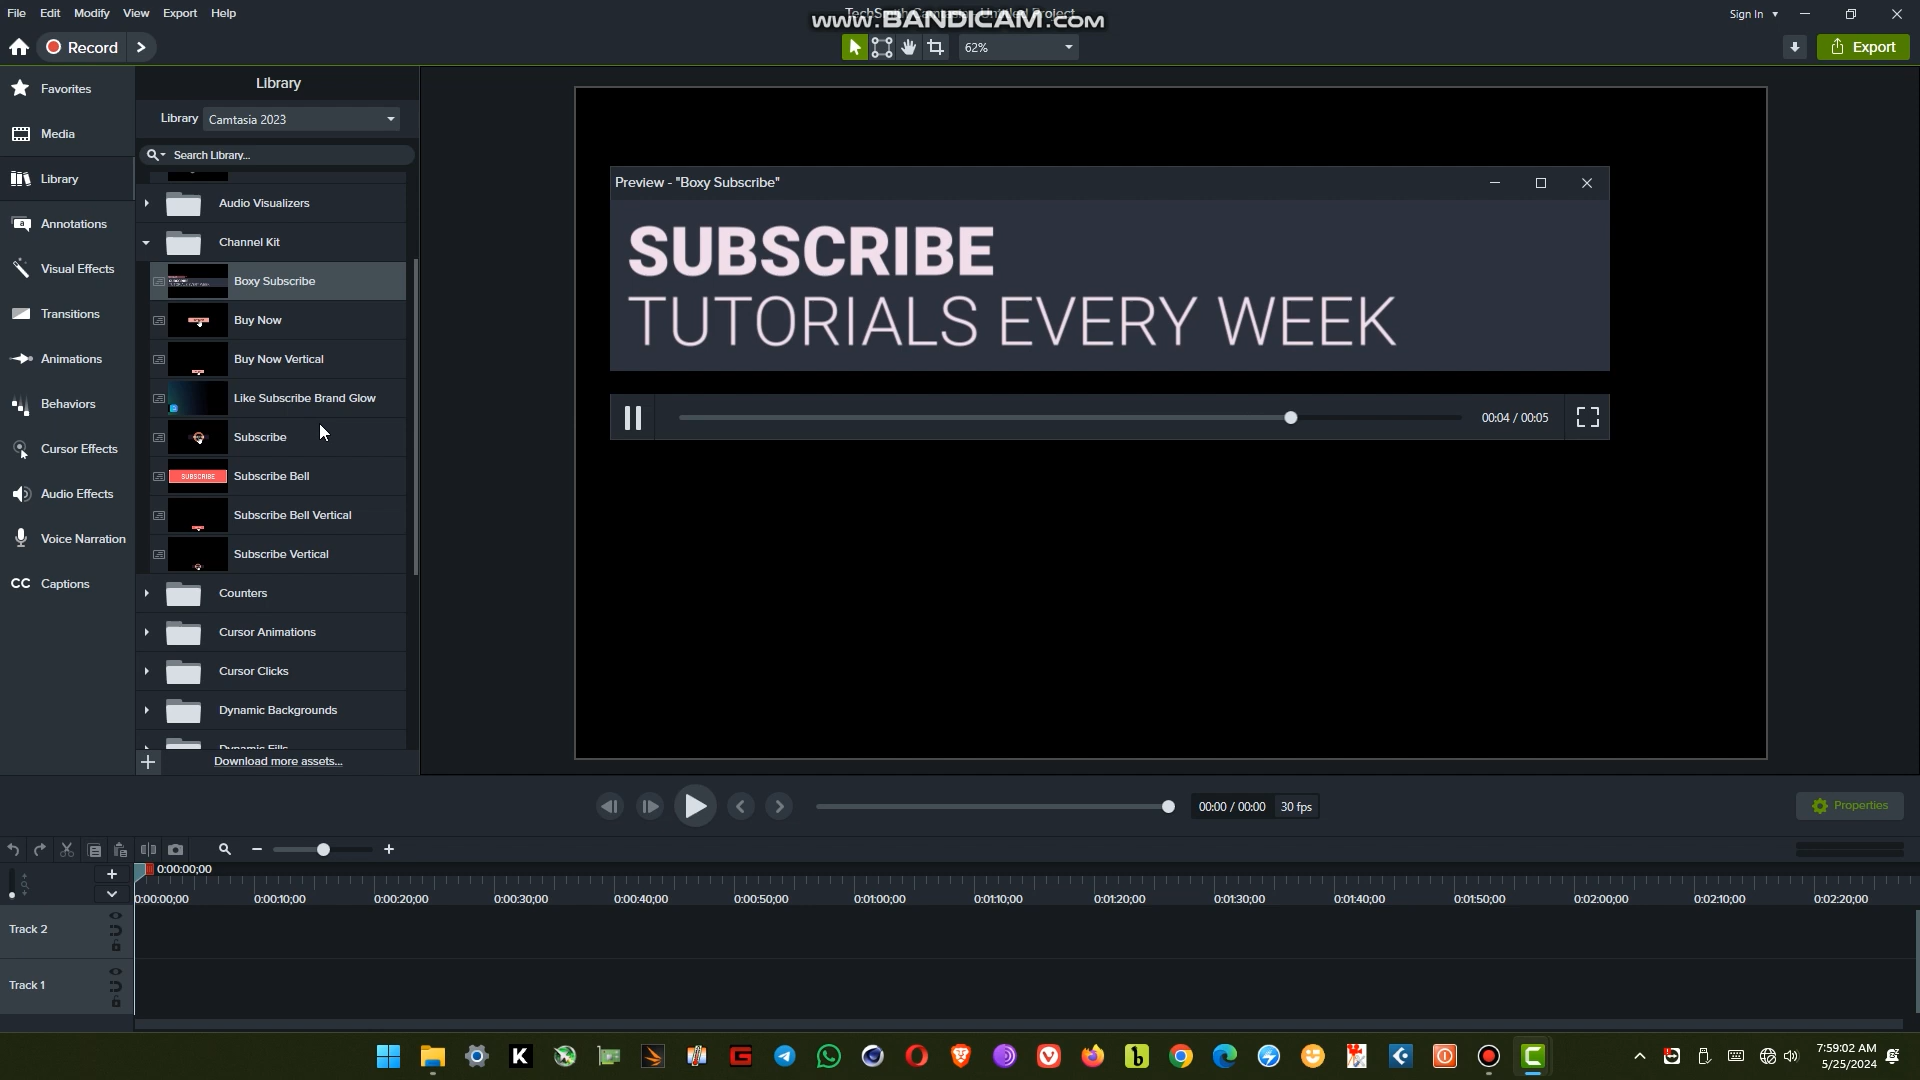 File Edit Modify View Export Help
www.BANDICAM.com
Sign In
Record
62%
Export
Favorites
Media
Library
Annotations
Visual Effects
Transitions
Animations
Behaviors
Cursor Effects
Audio Effects
Voice Narration
CC Captions
Library
Library Camtasia 2023
Search Library...
Audio Visualizers
Channel Kit
Boxy Subscribe
Buy Now
Buy Now Vertical
Like Subscribe Brand Glow
Subscribe
SUBSCRIBE
Subscribe Bell
Subscribe Bell Vertical
Subscribe Vertical
Counters
Cursor Animations
Cursor Clicks
Dynamic Backgrounds
Dynamic Fills
Download more assets...
Preview - "Boxy Subscribe"
SUBSCRIBE
TUTORIALS EVERY WEEK
00:04 / 00:05
00:00 / 00:00 30 fps
Properties
0:00:00;00
0:00:00;00 0:00:10;00 0:00:20;00 0:00:30;00 0:00:40;00 0:00:50;00 0:01:00;00 0:01:10;00 0:01:20;00 0:01:30;00 0:01:40;00 0:01:50;00 0:02:00;00 0:02:10;00 0:02:20;00
Track 2
Track 1
7:59:02 AM
5/25/2024